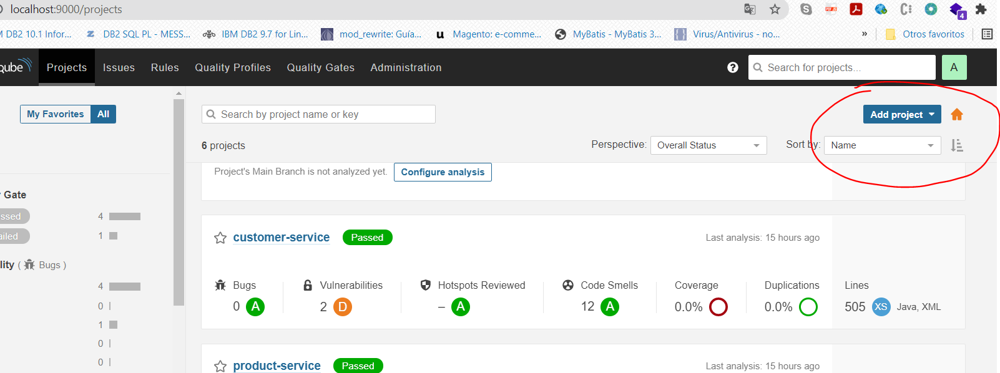 localhost:9000/projects
M DB2 10.1 Infor... DB2 SQL PL - MESS... IBM DB2 9.7 for Lin... mod_rewrite: Guía... Magento: e-comme... MyBatis - MyBatis 3... Virus/Antivirus - no... » Otros favoritos
qube Projects Issues Rules Quality Profiles Quality Gates Administration ? Search for projects... A
4
My Favorites All
Search by project name or key
Add project
6 projects
Perspective: Overall Status
Sort by: Name
Project's Main Branch is not analyzed yet. Configure analysis
Gate
ssed 4
ailed 1
lity ( Bugs )
4
0
1
0
0
customer-service Passed
Last analysis: 15 hours ago
Bugs Vulnerabilities Hotspots Reviewed Code Smells Coverage Duplications Lines
0 A 2 D – A 12 A 0.0% 0.0% 505 XS Java, XML
product-service Passed
Last analysis: 15 hours ago